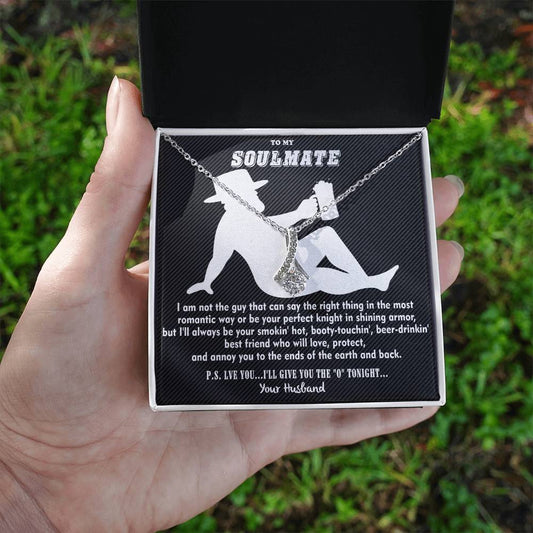 TO MY
SOULMATE
I am not the guy that can say the right thing in the most
romantic way or be your perfect knight in shining armor,
but I'll always be your smokin' hot, booty-touchin', beer-drinkin'
best friend who will love, protect,
and annoy you to the ends of the earth and back.
P.S. LVE YOU...I'LL GIVE YOU THE "O" TONIGHT...
Your Husband